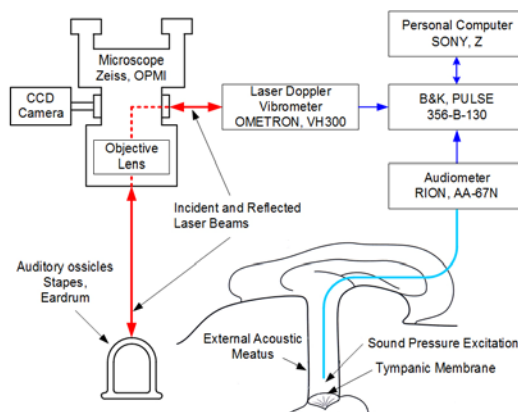 Microscope
Zeiss, OPMI
CCD
Camera
Objective
Lens
Laser Doppler
Vibrometer
OMETRON, VH300
Personal Computer
SONY, Z
B&K, PULSE
356-B-130
Audiometer
RION, AA-67N
Incident and Reflected
Laser Beams
Auditory ossicles
Stapes,
Eardrum
External Acoustic
Meatus
Sound Pressure Excitation
Tympanic Membrane